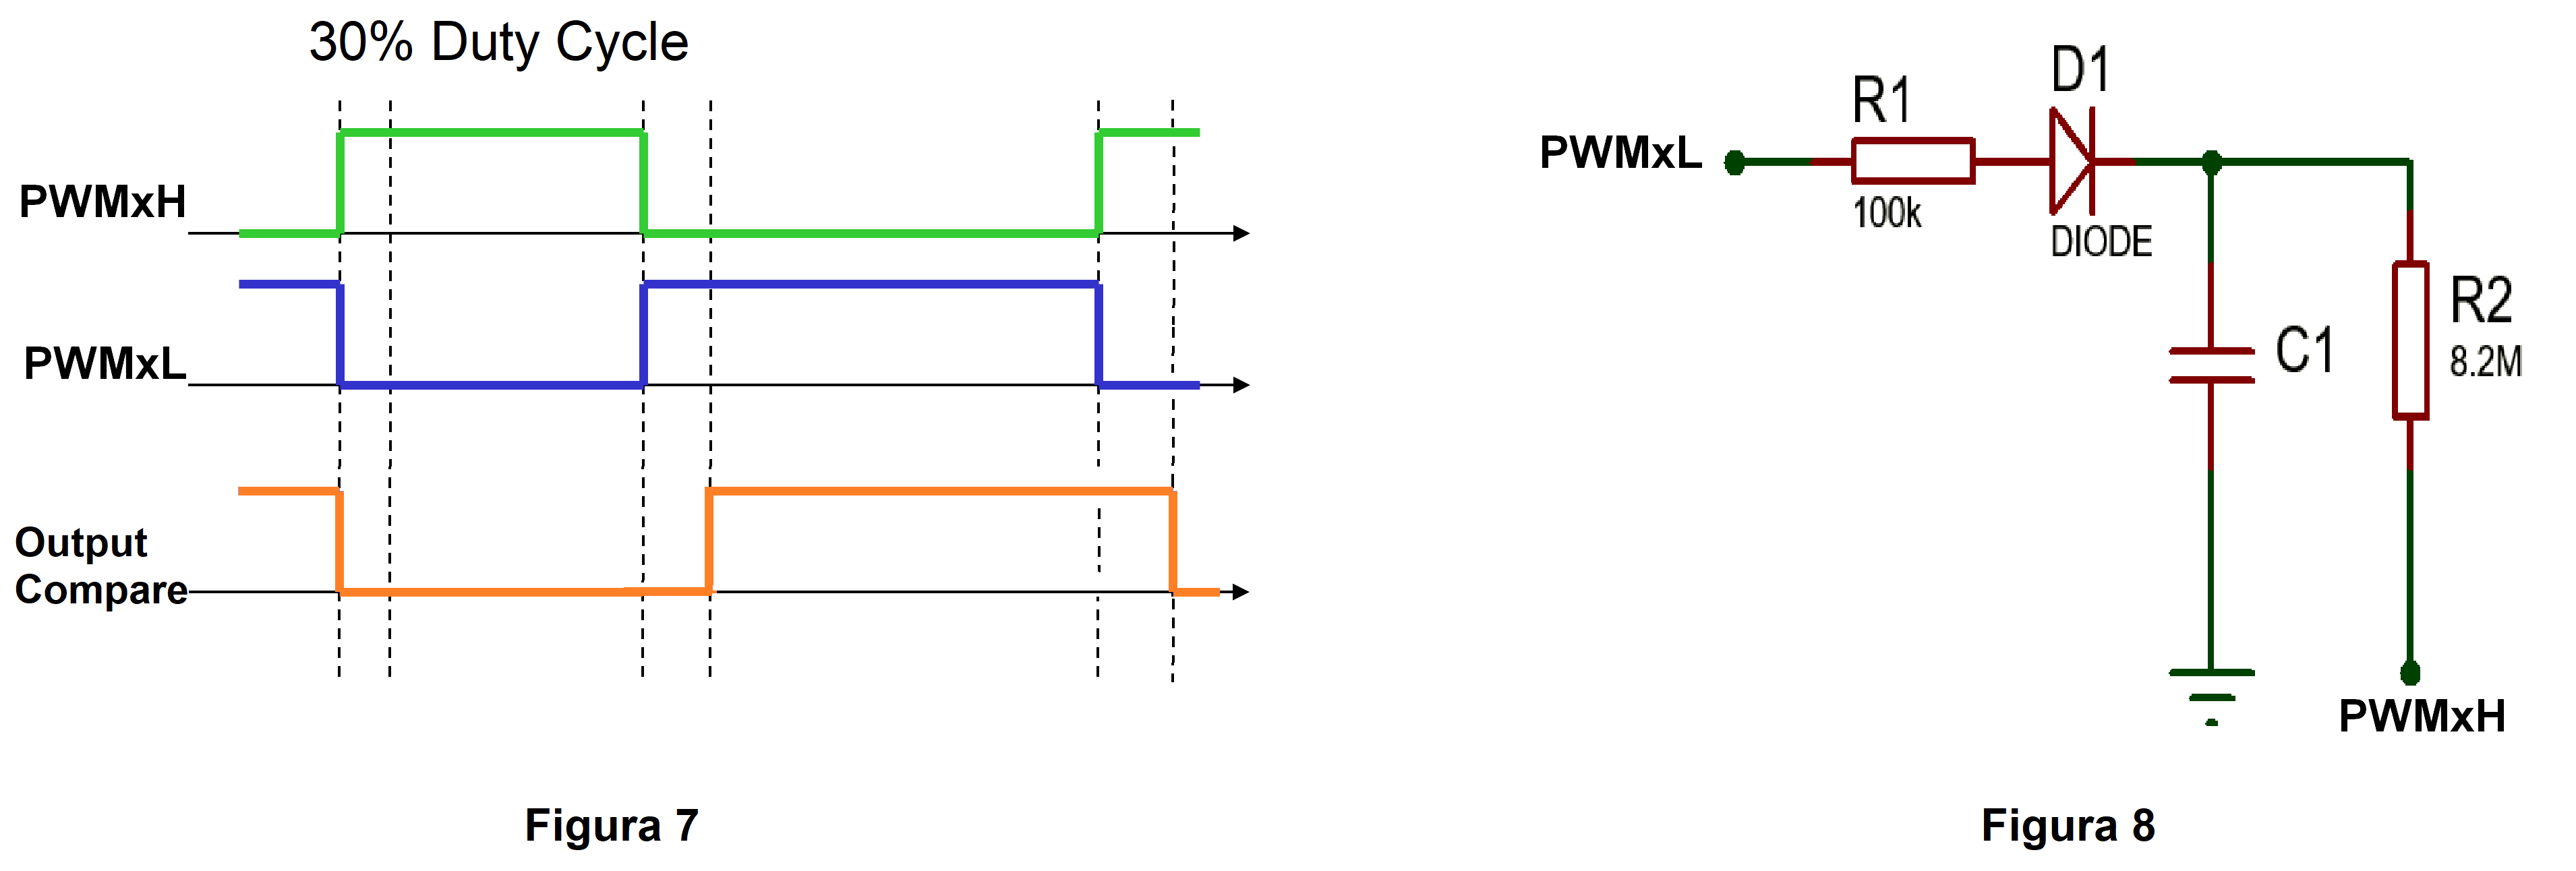 30% Duty Cycle
PWMxH
PWMxL
Output
Compare
Figura 7
D1
R1
PWMxL
100k
DIODE
R2
C1
8.2M
PWMxH
Figura 8